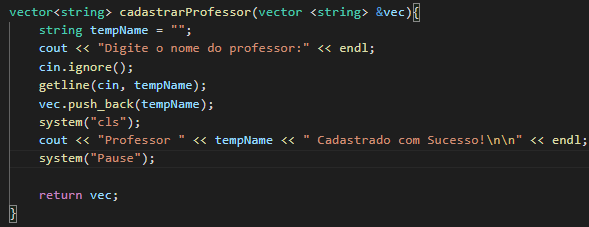 vector<string> cadastrarProfessor(vector <string> &vec){
    string tempName = "";
    cout << "Digite o nome do professor:" << endl;
    cin.ignore();
    getline(cin, tempName);
    vec.push_back(tempName);
    system("cls");
    cout << "Professor " << tempName << " Cadastrado com Sucesso!\n\n" << endl;
    system("Pause");
    return vec;
}